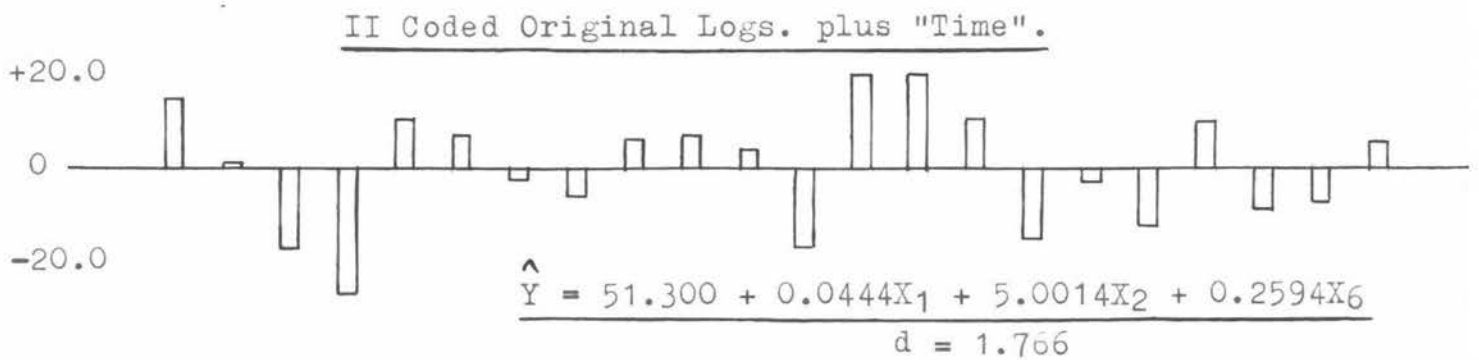 II Coded Original Logs. plus "Time".
+20.0
0
-20.0
Ŷ = 51.300 + 0.0444X₁ + 5.0014X₂ + 0.2594X₆
d = 1.766